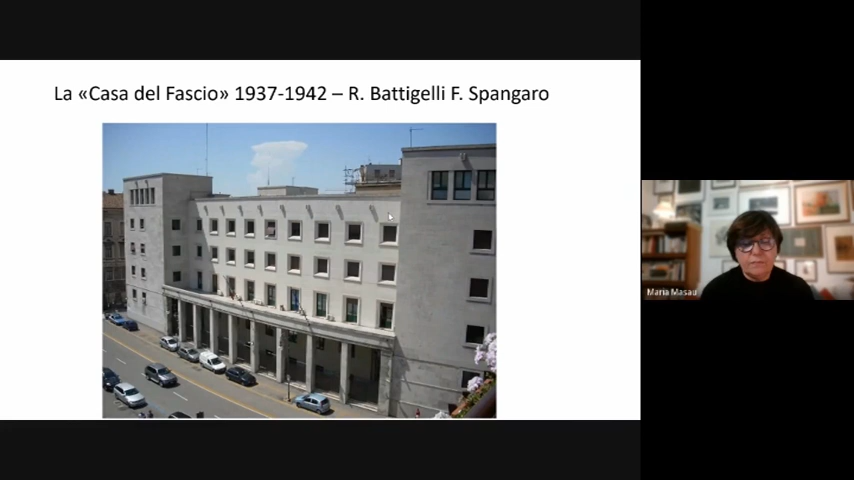 La «Casa del Fascio» 1937-1942 – R. Battigelli F. Spangaro
Maria Masau